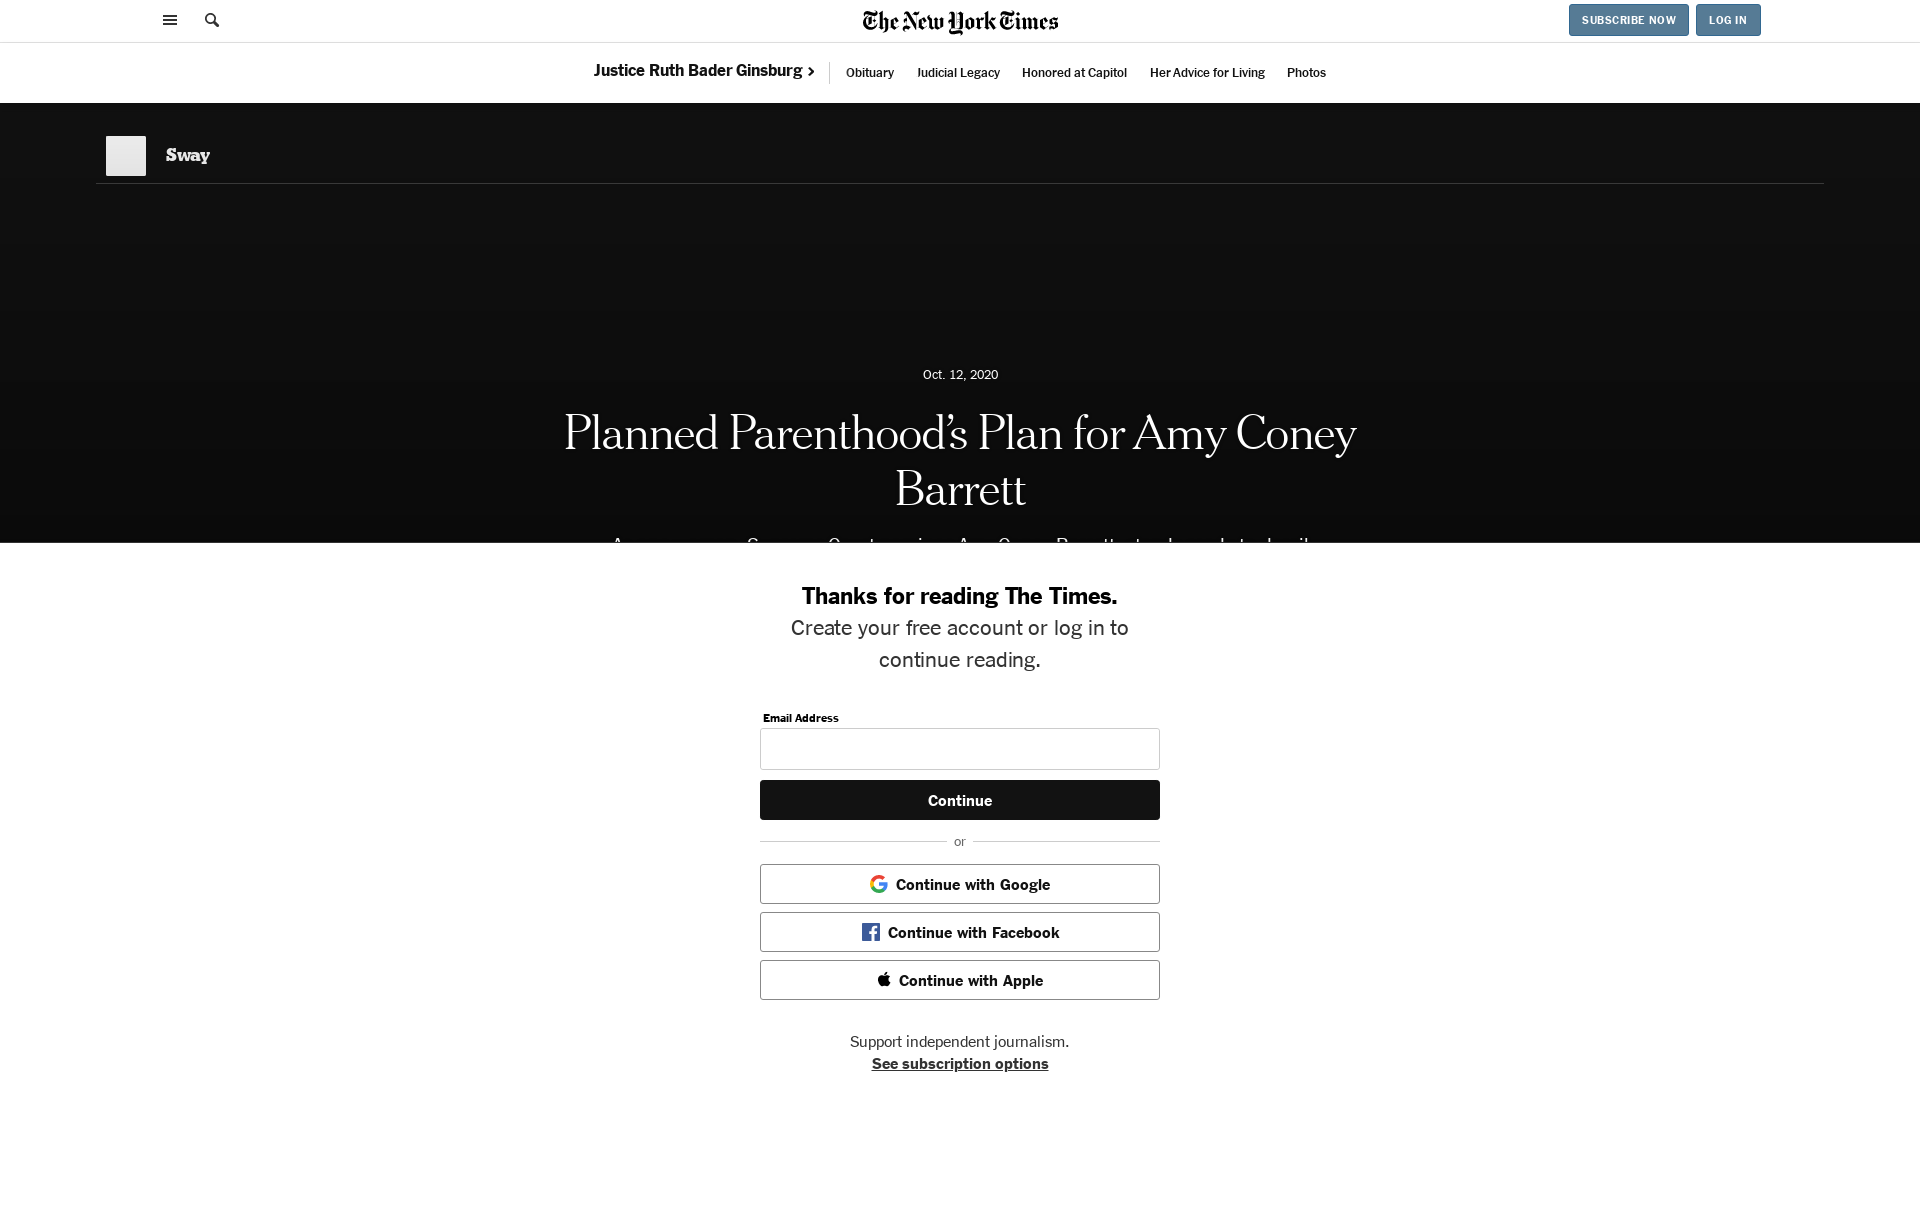 The New York Times
SUBSCRIBE NOW
LOG IN
Justice Ruth Bader Ginsburg
Obituary
Judicial Legacy
Honored at Capitol
Her Advice for Living
Photos
Sway
Oct. 12, 2020
Planned Parenthood’s Plan for Amy Coney
Barrett
Thanks for reading The Times.
Create your free account or log in to
continue reading.
Email Address
Continue
or
Continue with Google
Continue with Facebook
Continue with Apple
Support independent journalism.
See subscription options